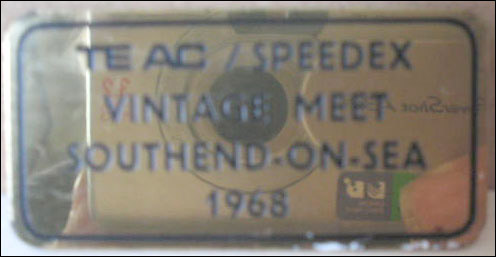 TEAC / SPEEDEX
VINTAGE MEET
SOUTHEND-ON-SEA
1968